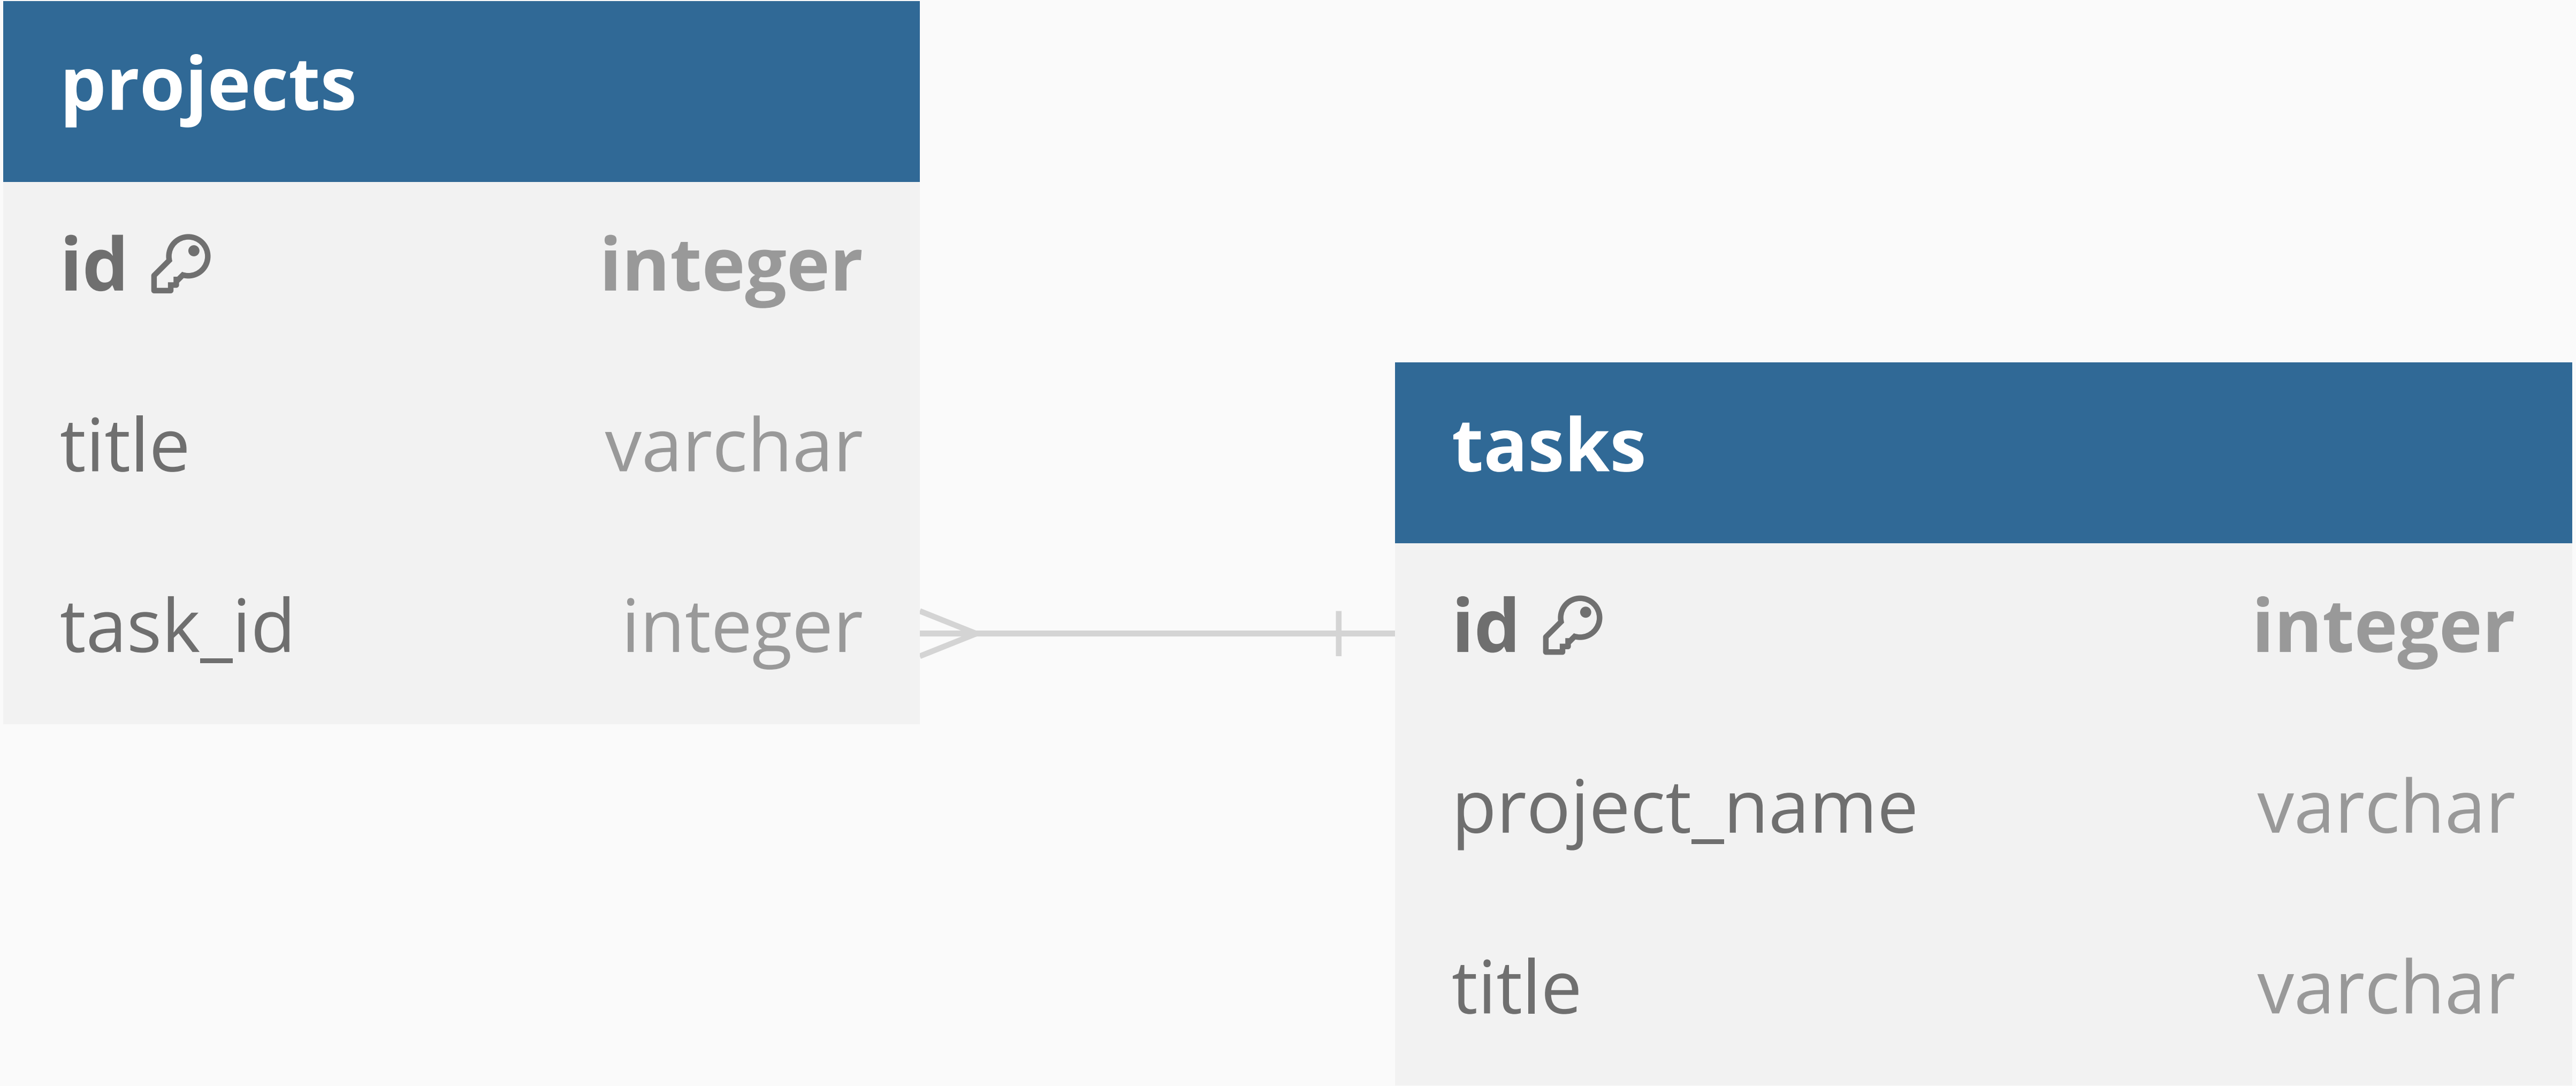 projects
id integer
title varchar
task_id integer
tasks
id integer
project_name varchar
title varchar